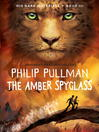 HIS DARK MATERIALS • BOOK III
PHILIP PULLMAN
THE AMBER SPYGLASS